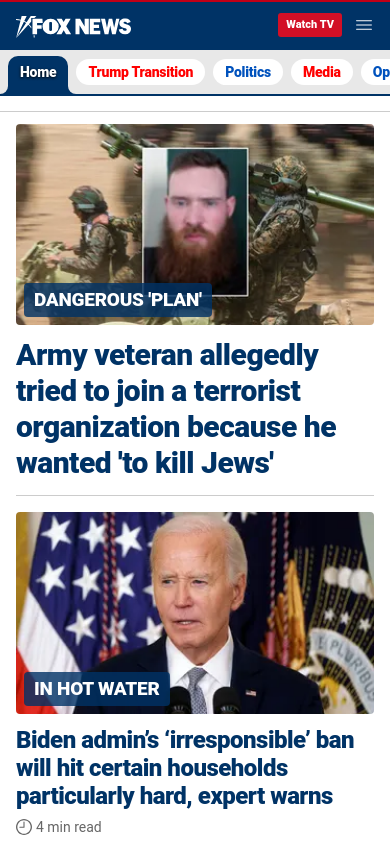 FOX NEWS
Watch TV
Home
Trump Transition
Politics
Media
Op
DANGEROUS 'PLAN'
Army veteran allegedly
tried to join a terrorist
organization because he
wanted 'to kill Jews'
E PLURIBUS
IN HOT WATER
Biden admin's ‘irresponsible’ ban
will hit certain households
particularly hard, expert warns
4 min read